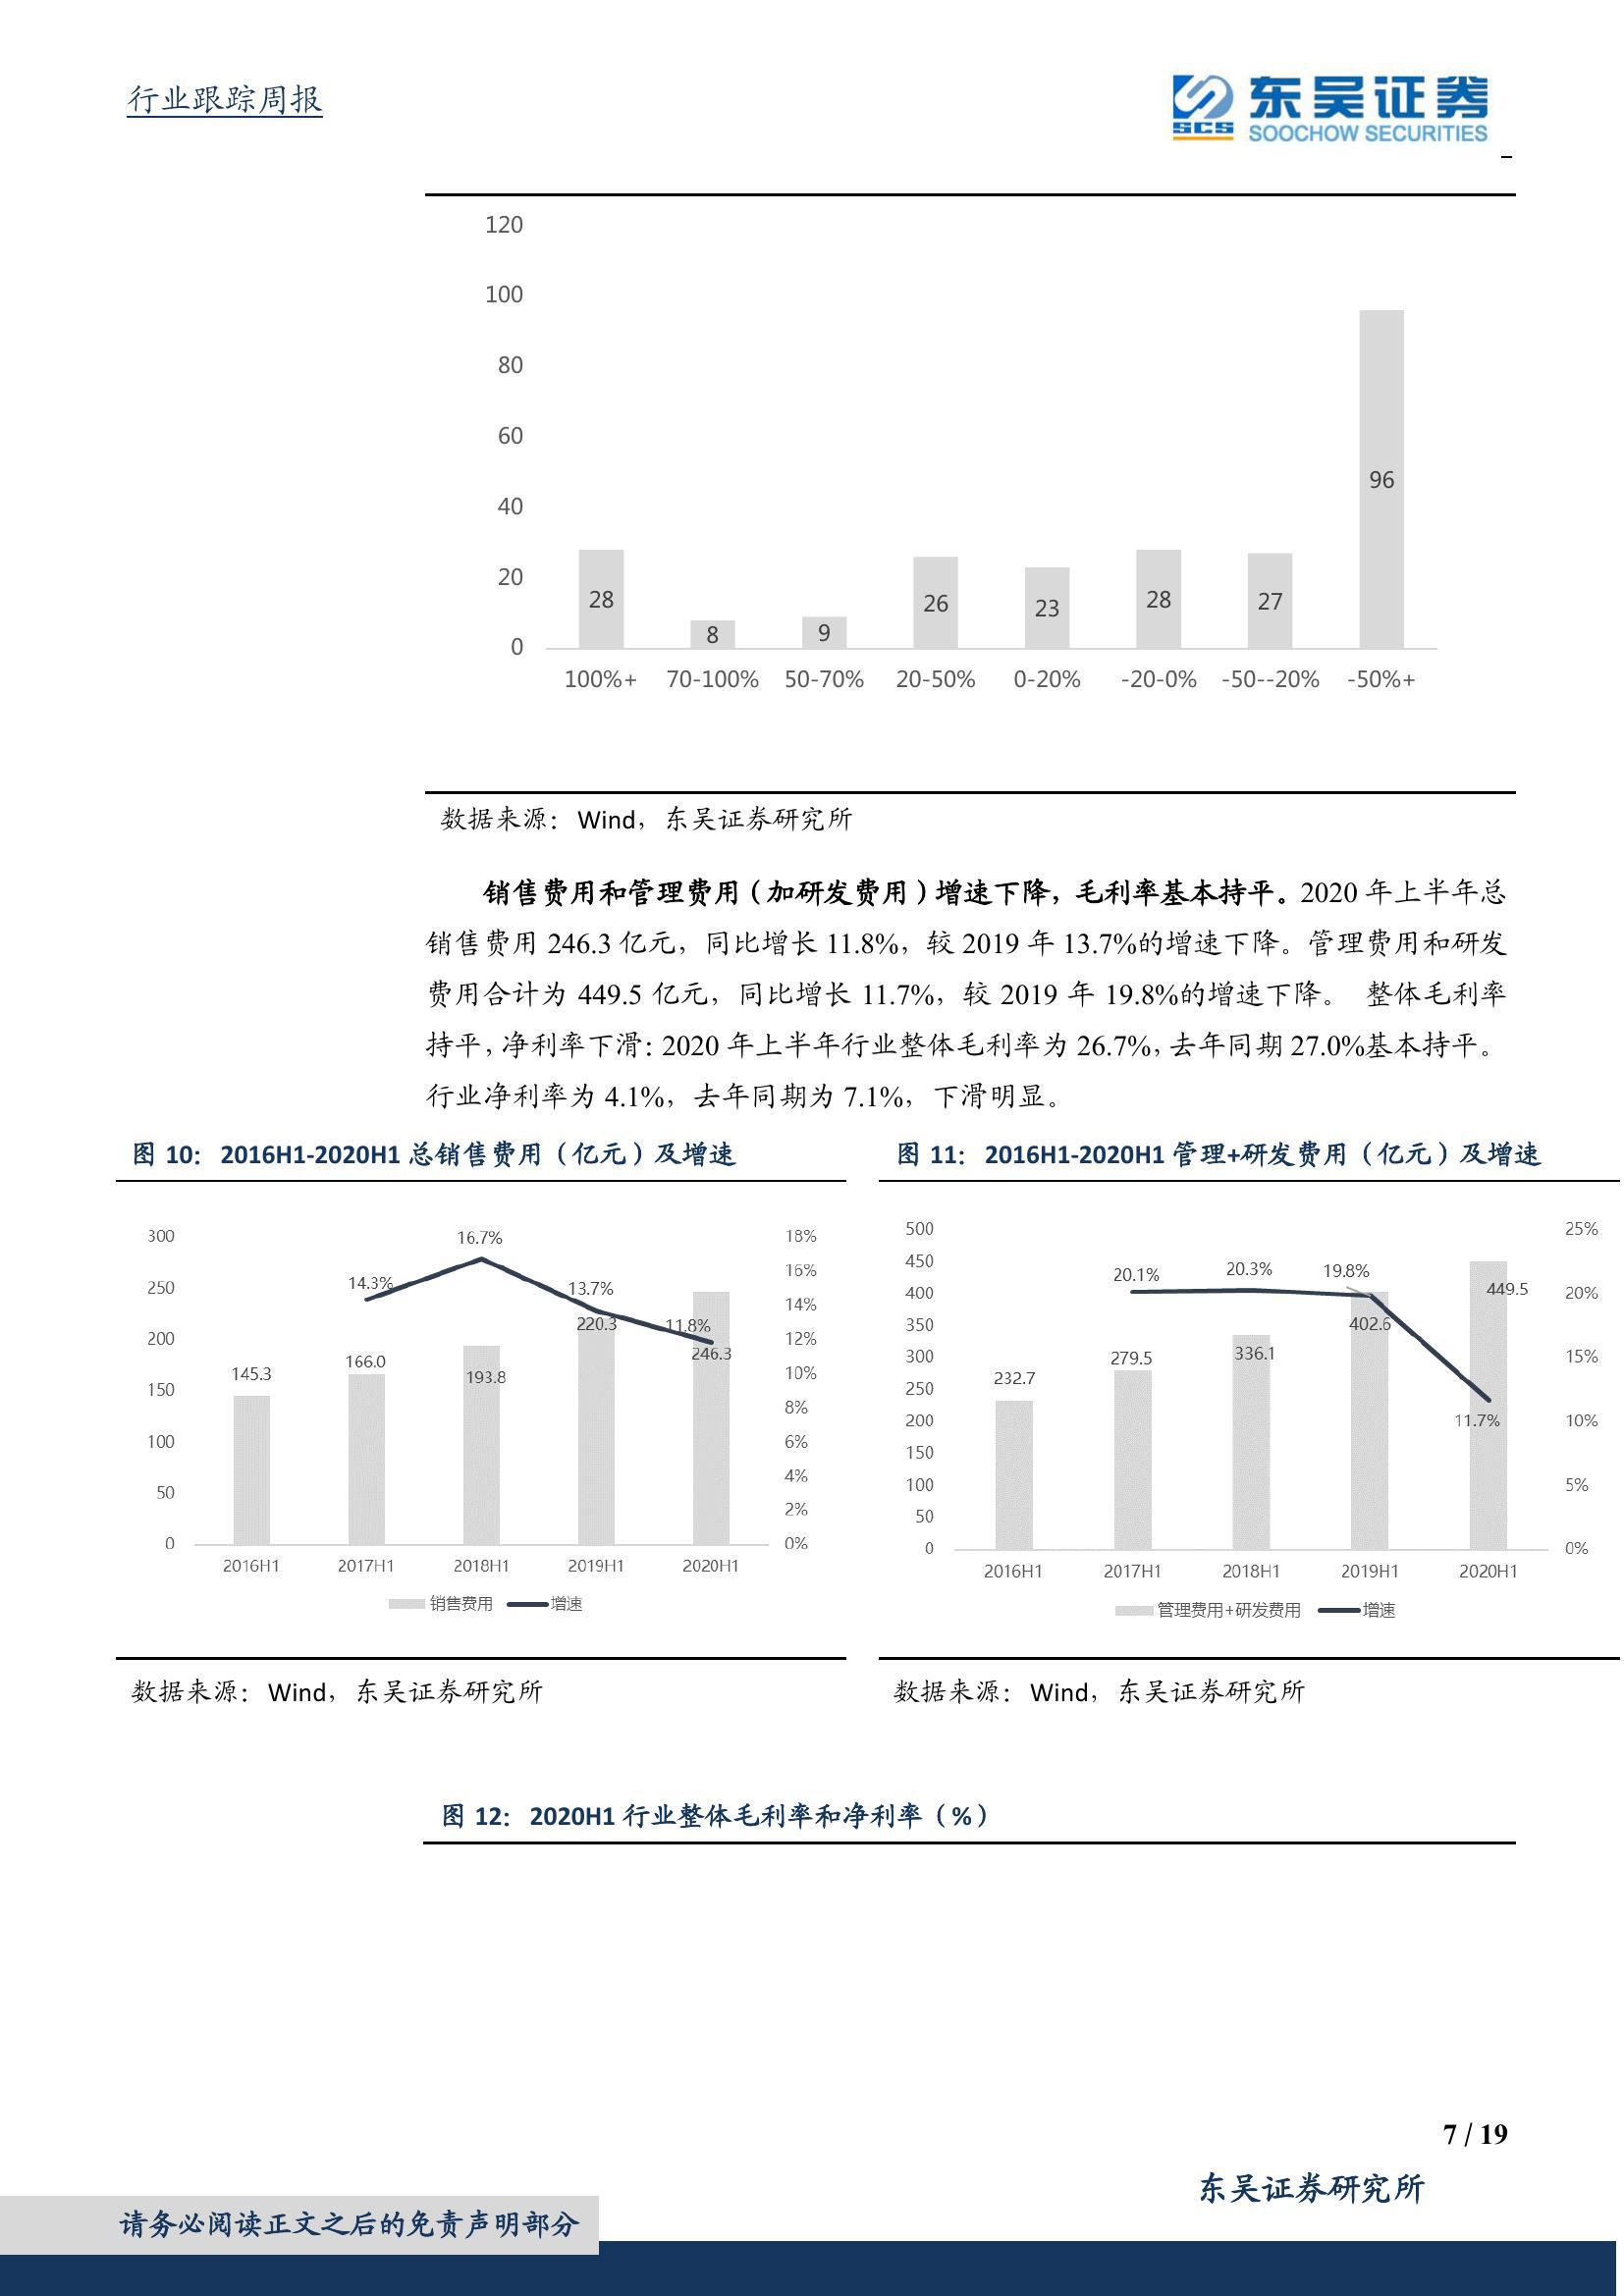 行业跟踪周报
东吴证券
SCS
SOOCHOW SECURITIES
120
100
80
60
40
20
0
28
8
9
26
23
28
27
96
100%+ 70-100% 50-70% 20-50% 0-20% -20-0% -50--20% -50%+
数据来源：Wind，东吴证券研究所
销售费用和管理费用（加研发费用）增速下降，毛利率基本持平。2020 年上半年总
销售费用 246.3 亿元，同比增长 11.8%，较 2019 年 13.7%的增速下降。管理费用和研发
费用合计为 449.5 亿元，同比增长 11.7%，较 2019 年 19.8%的增速下降。 整体毛利率
持平，净利率下滑：2020 年上半年行业整体毛利率为 26.7%，去年同期 27.0%基本持平。
行业净利率为 4.1%，去年同期为 7.1%，下滑明显。
图 10： 2016H1-2020H1 总销售费用（亿元）及增速
300
250
200
150
100
50
0
18%
16%
14%
12%
10%
8%
6%
4%
2%
0%
14.3%
16.7%
13.7%
11.8%
145.3
166.0
193.8
220.3
246.3
2016H1 2017H1 2018H1 2019H1 2020H1
销售费用 增速
数据来源：Wind，东吴证券研究所
图 11： 2016H1-2020H1 管理+研发费用（亿元）及增速
500
450
400
350
300
250
200
150
100
50
0
25%
20%
15%
10%
5%
0%
20.1%
20.3%
19.8%
11.7%
232.7
279.5
336.1
402.6
449.5
2016H1 2017H1 2018H1 2019H1 2020H1
管理费用+研发费用 增速
数据来源：Wind，东吴证券研究所
图 12： 2020H1 行业整体毛利率和净利率（%）
7 / 19
东吴证券研究所
请务必阅读正文之后的免责声明部分